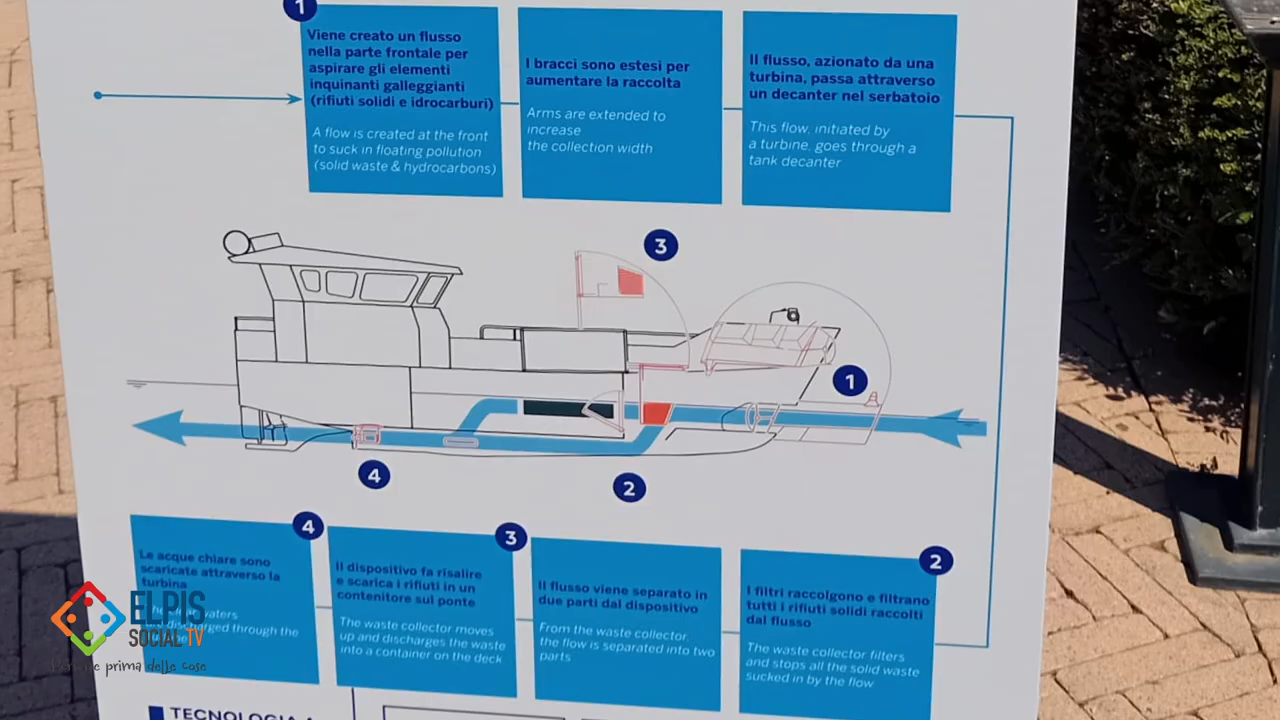 1
Viene creato un flusso
nella parte frontale per
aspirare gli elementi
inquinanti galleggianti
(rifiuti solidi e idrocarburi)
A flow is created at the front
to suck in floating pollution
(solid waste & hydrocarbons)
I bracci sono estesi per
aumentare la raccolta
Arms are extended to
increase
the collection width
Il flusso, azionato da una
turbina, passa attraverso
un decanter nel serbatoio
This flow, initiated by
a turbine, goes through a
tank decanter
3
1
4
2
4
Le acque chiare sono
scaricate attraverso la
turbina
discharged through the
3
Il dispositivo fa risalire
e scarica i rifiuti in un
contenitore sul ponte
The waste collector moves
up and discharges the waste
into a container on the deck
Il flusso viene separato in
due parti dal dispositivo
From the waste collector,
the flow is separated into two
parts
2
I filtri raccolgono e filtrano
tutti i rifiuti solidi raccolti
dal flusso
The waste collector filters
and stops all the solid waste
sucked in by the flow
ELPIS
SOCIAL TV
prima delle cose
TECNOLOGIA